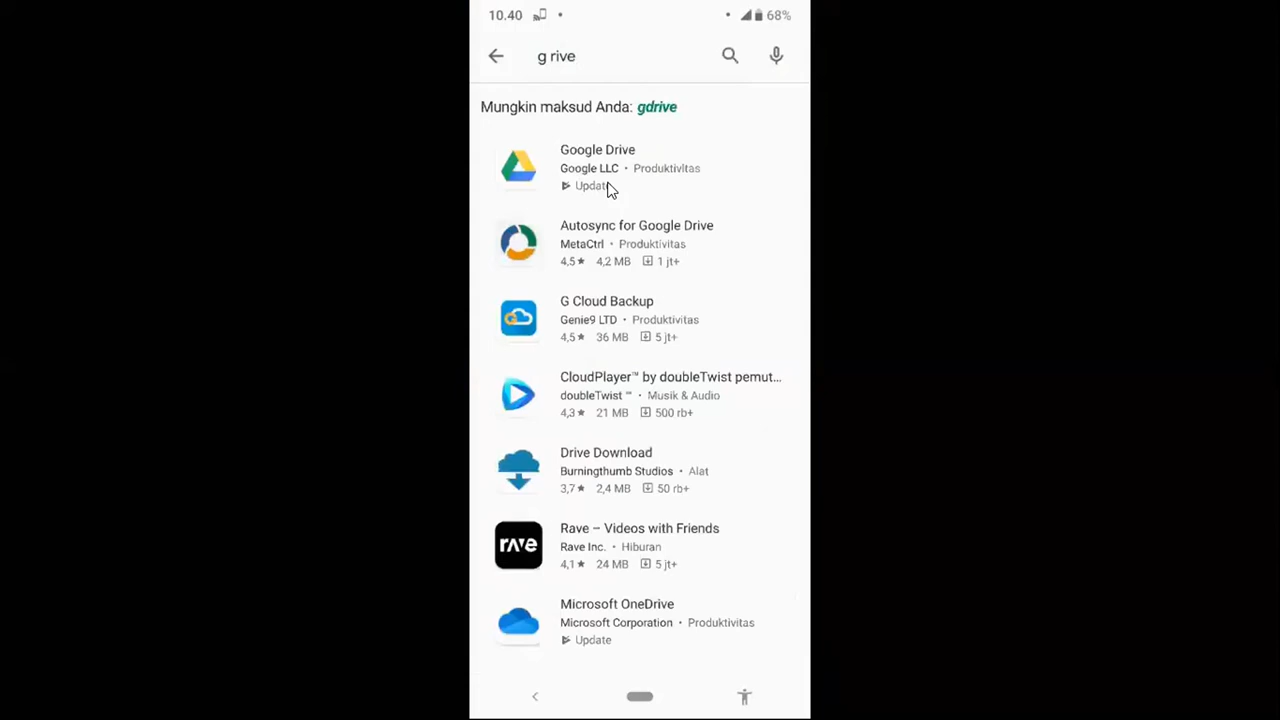 10.40
68%
g rive
Mungkin maksud Anda: gdrive
Google Drive
Google LLC • Produktivitas
Update
Autosync for Google Drive
MetaCtrl • Produktivitas
4,5★ 4,2 MB 1 jt+
G Cloud Backup
Genie9 LTD • Produktivitas
4,5★ 36 MB 5 jt+
CloudPlayer™ by doubleTwist pemut...
doubleTwist ™ • Musik & Audio
4,3★ 21 MB 500 rb+
Drive Download
Burningthumb Studios • Alat
3,7★ 2,4 MB 50 rb+
rave
Rave – Videos with Friends
Rave Inc. • Hiburan
4,1★ 24 MB 5 jt+
Microsoft OneDrive
Microsoft Corporation • Produktivitas
Update